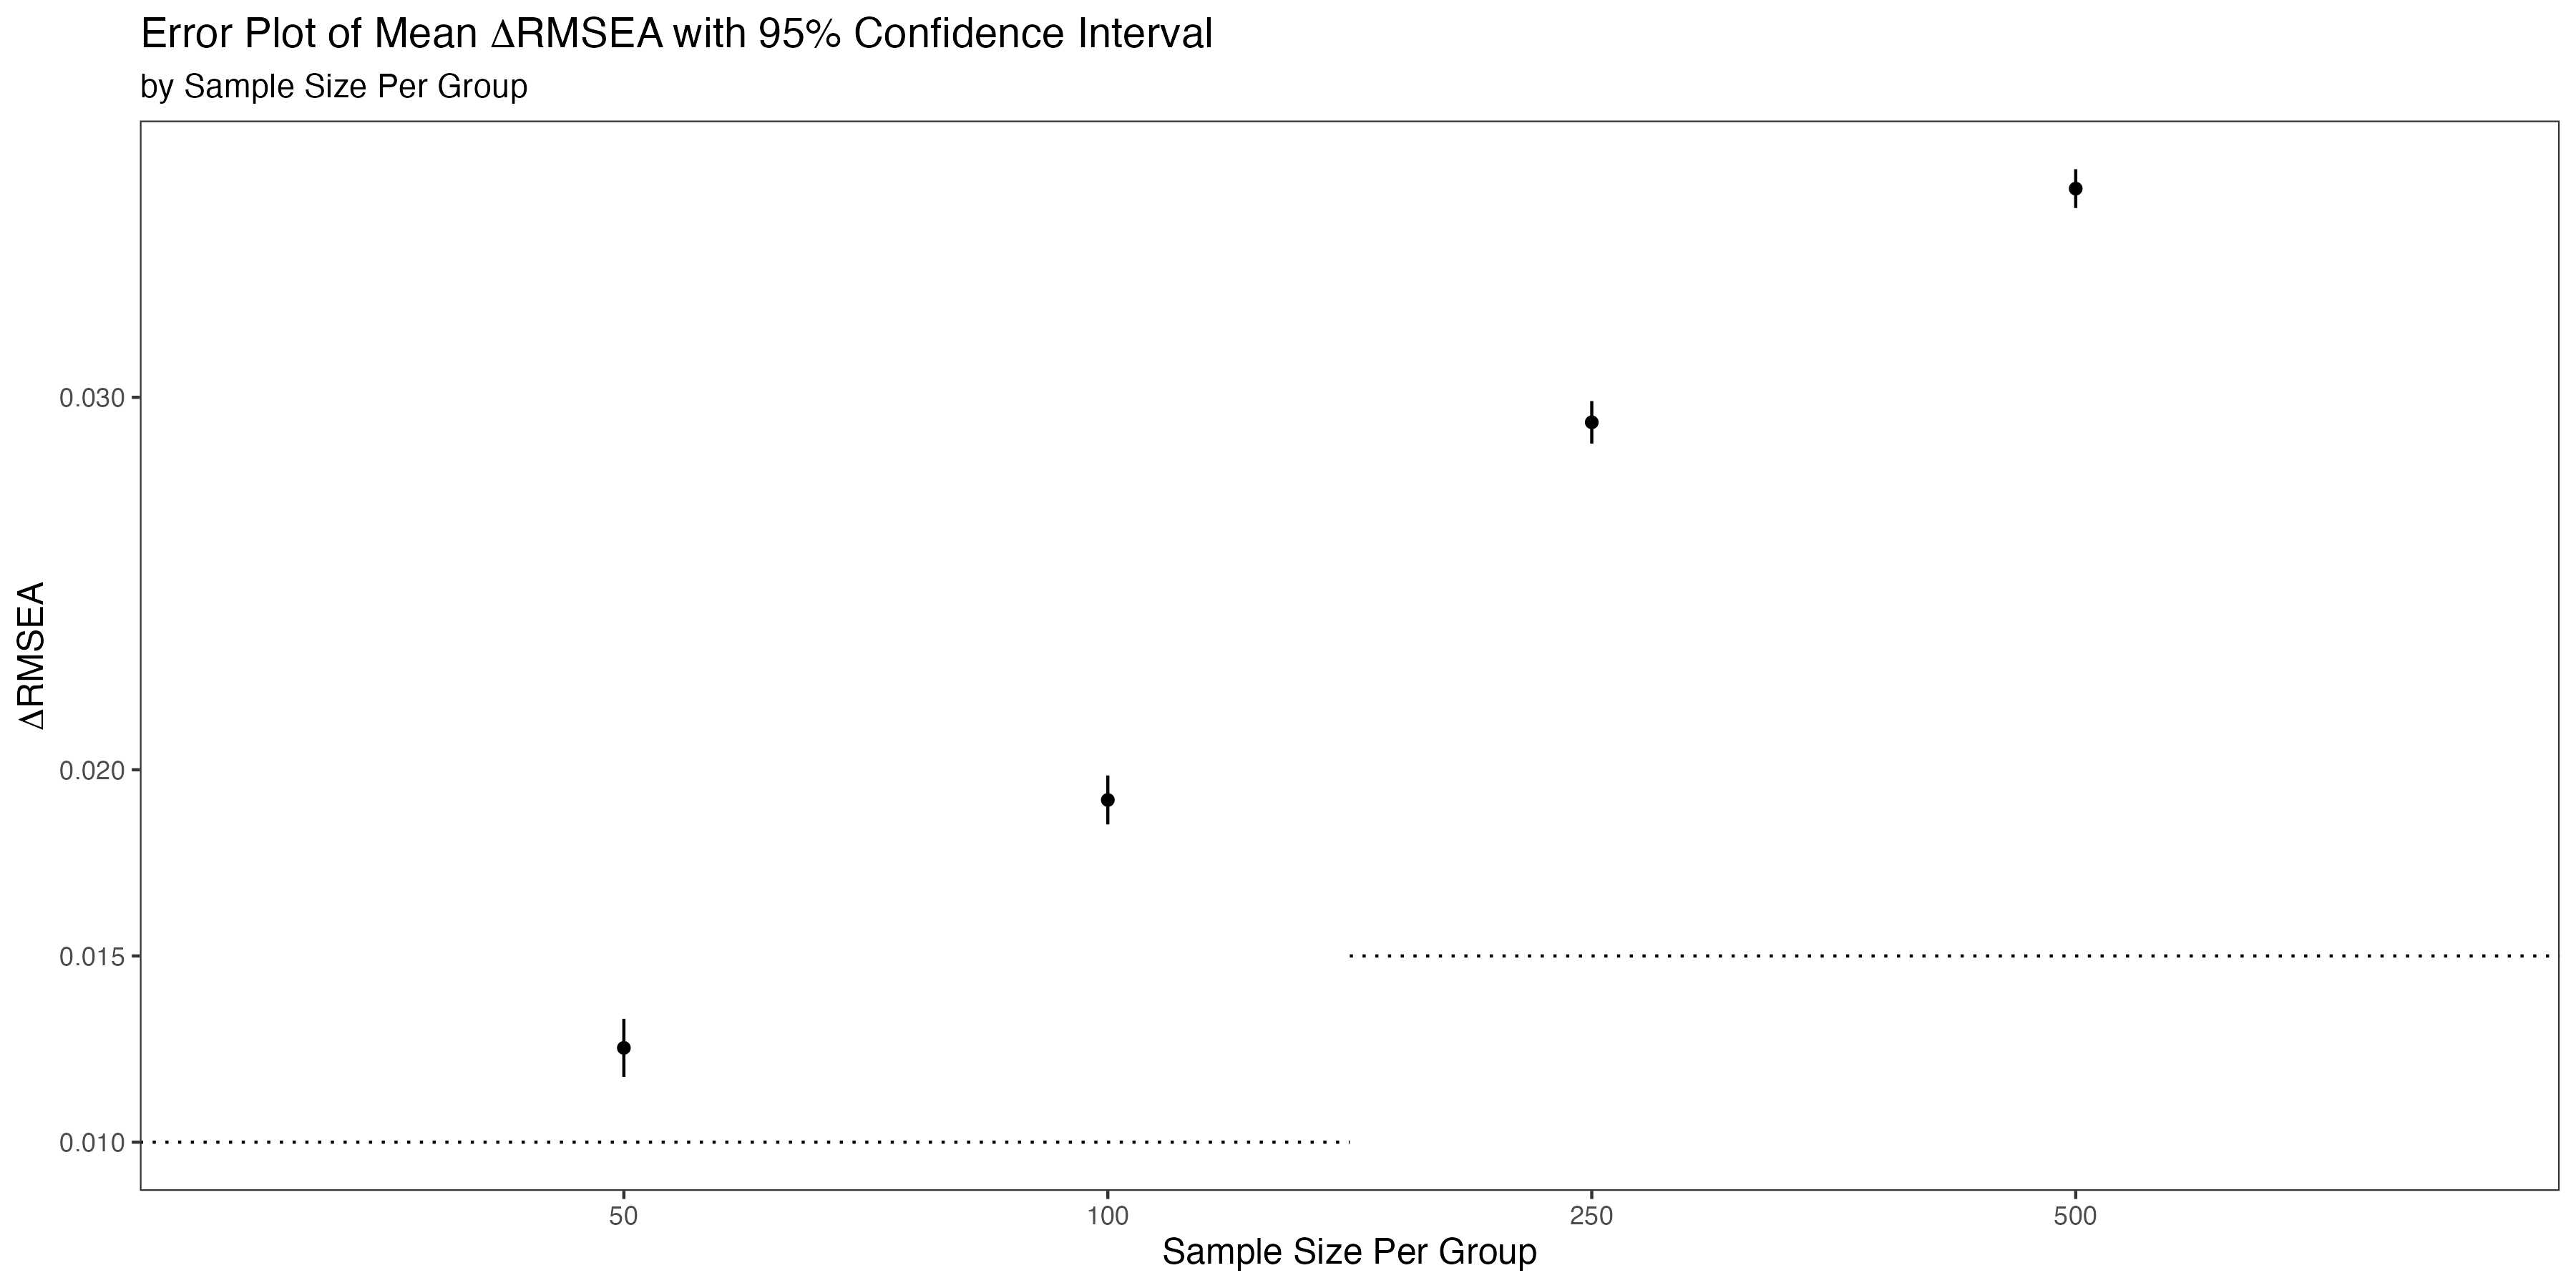 Error Plot of Mean ΔRMSEA with 95% Confidence Interval
by Sample Size Per Group
ΔRMSEA
0.030
0.020
0.015
0.010
50 100 250 500
Sample Size Per Group